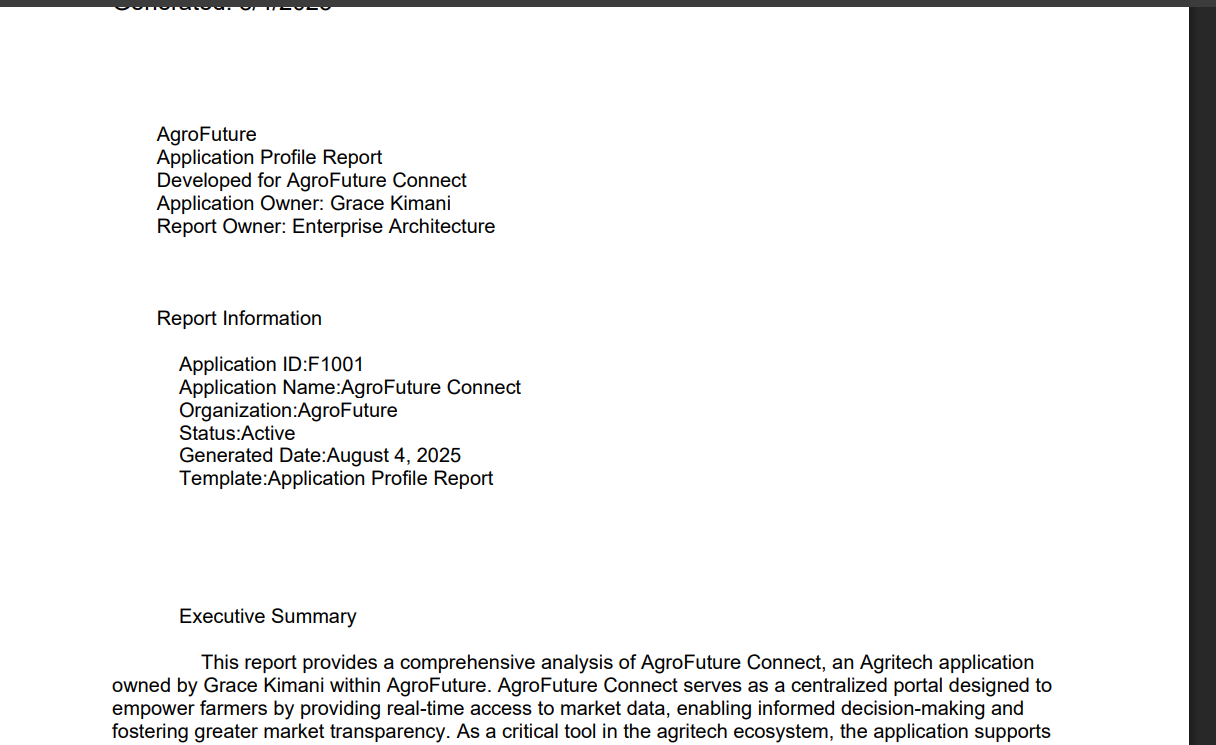 Generated: 8/4/2025
AgroFuture
Application Profile Report
Developed for AgroFuture Connect
Application Owner: Grace Kimani
Report Owner: Enterprise Architecture
Report Information
Application ID:F1001
Application Name:AgroFuture Connect
Organization:AgroFuture
Status:Active
Generated Date:August 4, 2025
Template:Application Profile Report
Executive Summary
This report provides a comprehensive analysis of AgroFuture Connect, an Agritech application
owned by Grace Kimani within AgroFuture. AgroFuture Connect serves as a centralized portal designed to
empower farmers by providing real-time access to market data, enabling informed decision-making and
fostering greater market transparency. As a critical tool in the agritech ecosystem, the application supports